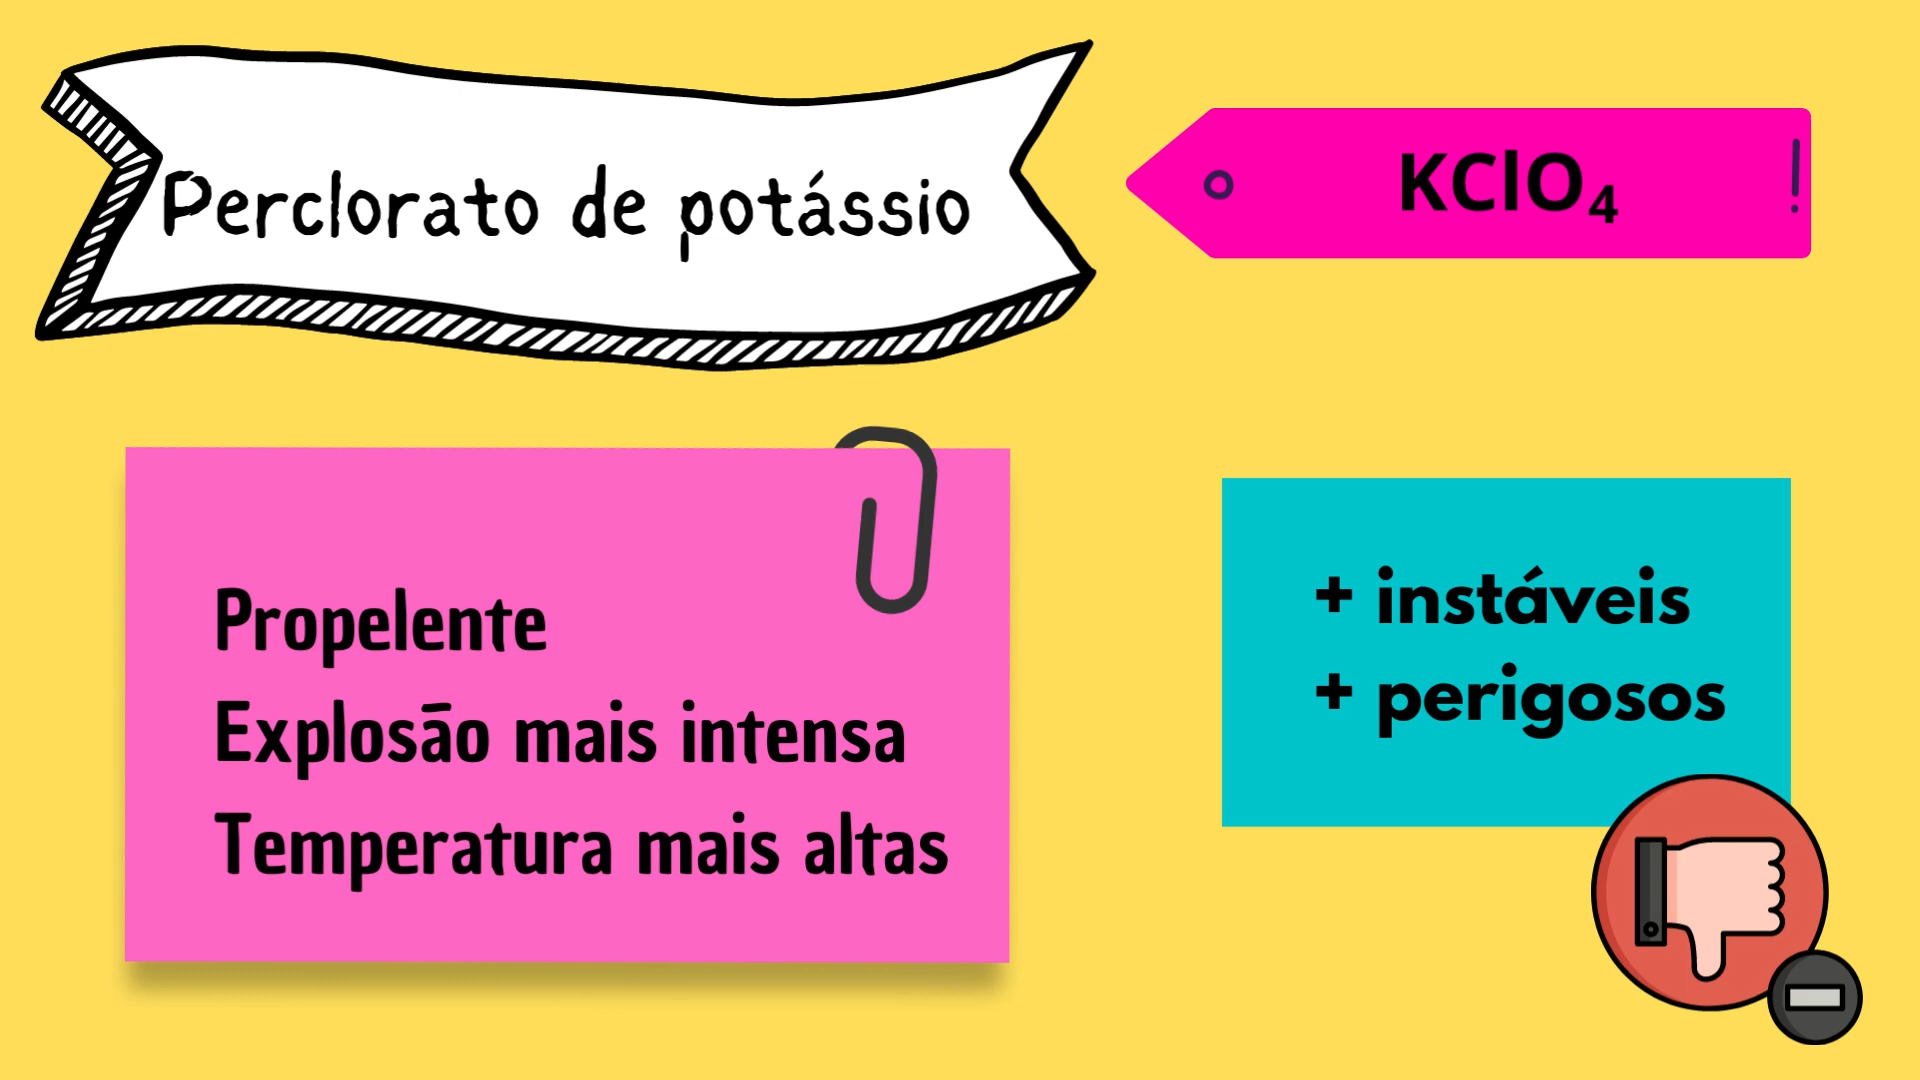 Perclorato de potássio
KClO₄
Propelente
Explosão mais intensa
Temperatura mais altas
+ instáveis
+ perigosos